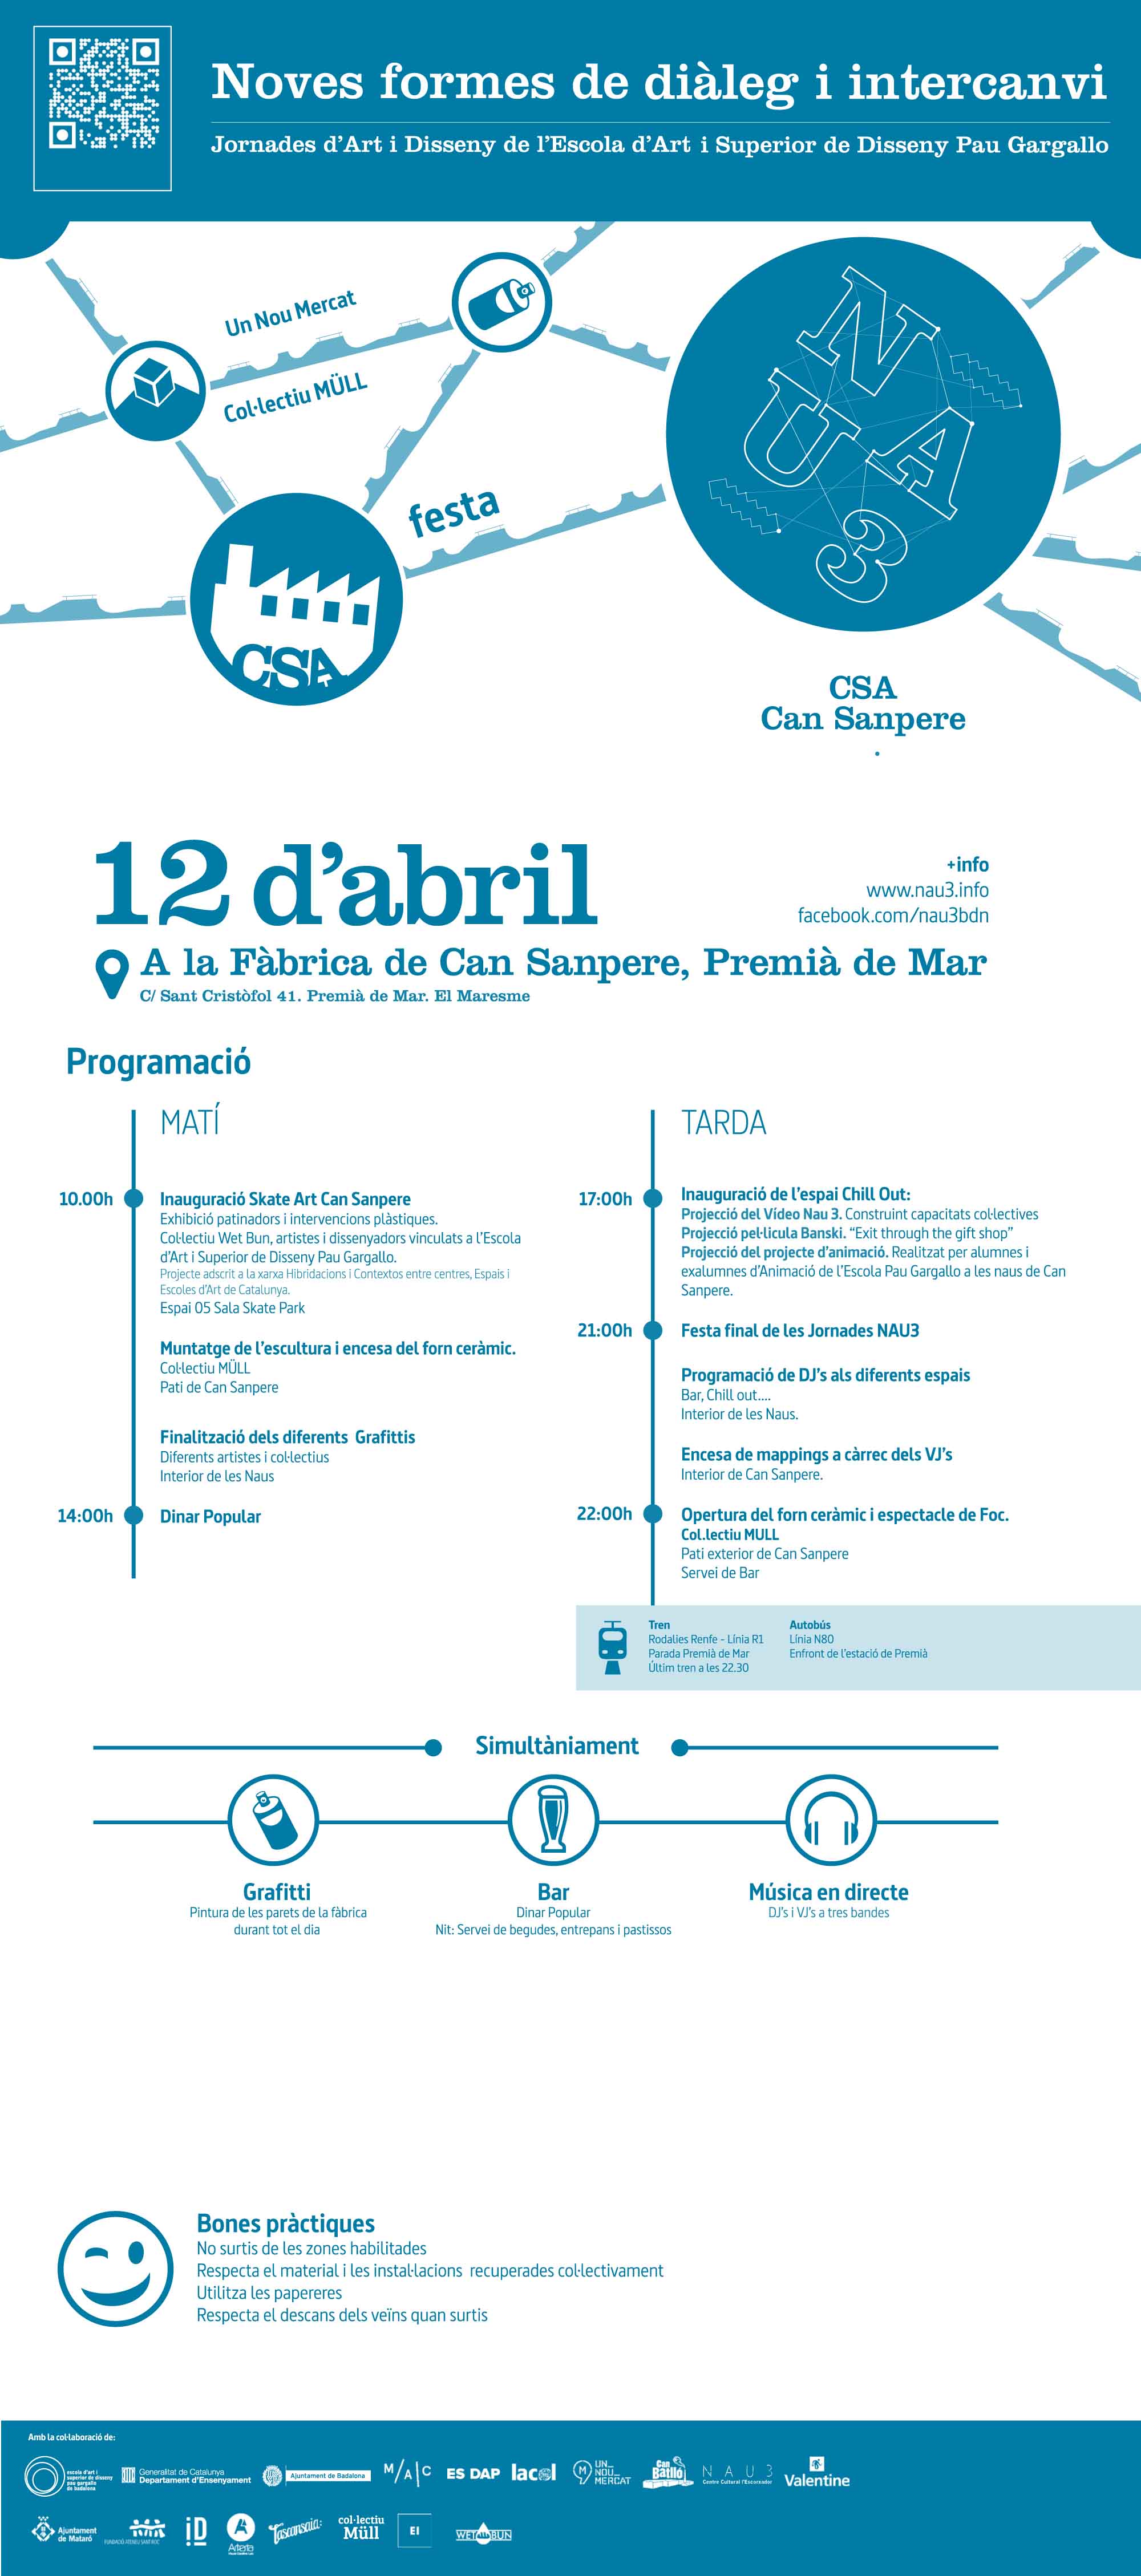 Noves formes de diàleg i intercanvi
Jornades d’Art i Disseny de l’Escola d’Art i Superior de Disseny Pau Gargallo
Un Nou Mercat
Col·lectiu MÜLL
festa
CSA
NUA3
CSA
Can Sanpere
12 d’abril
+info
www.nau3.info
facebook.com/nau3bdn
A la Fàbrica de Can Sanpere, Premià de Mar
C/ Sant Cristòfol 41. Premià de Mar. El Maresme
Programació
MATÍ
10.00h
Inauguració Skate Art Can Sanpere
Exhibició patinadors i intervencions plàstiques.
Col·lectiu Wet Bun, artistes i dissenyadors vinculats a l’Escola
d’Art i Superior de Disseny Pau Gargallo.
Projecte adscrit a la xarxa Hibridacions i Contextos entre centres, Espais i
Escoles d’Art de Catalunya.
Espai 05 Sala Skate Park
Muntatge de l’escultura i encesa del forn ceràmic.
Col·lectiu MÜLL
Pati de Can Sanpere
Finalització dels diferents Grafittis
Diferents artistes i col·lectius
Interior de les Naus
14:00h
Dinar Popular
TARDA
17:00h
Inauguració de l’espai Chill Out:
Projecció del Vídeo Nau 3. Construint capacitats col·lectives
Projecció pel·licula Banski. “Exit through the gift shop”
Projecció del projecte d’animació. Realitzat per alumnes i
exalumnes d’Animació de l’Escola Pau Gargallo a les naus de Can
Sanpere.
21:00h
Festa final de les Jornades NAU3
Programació de DJ’s als diferents espais
Bar, Chill out....
Interior de les Naus.
Encesa de mappings a càrrec dels VJ’s
Interior de Can Sanpere.
22:00h
Opertura del forn ceràmic i espectacle de Foc.
Col.lectiu MULL
Pati exterior de Can Sanpere
Servei de Bar
Tren
Rodalies Renfe - Línia R1
Parada Premià de Mar
Últim tren a les 22.30
Autobús
Línia N80
Enfront de l’estació de Premià
Simultàniament
Grafitti
Pintura de les parets de la fàbrica
durant tot el dia
Bar
Dinar Popular
Nit: Servei de begudes, entrepans i pastissos
Música en directe
DJ’s i VJ’s a tres bandes
Bones pràctiques
No surtis de les zones habilitades
Respecta el material i les instal·lacions recuperades col·lectivament
Utilitza les papereres
Respecta el descans dels veïns quan surtis
Amb la col·laboració de:
escola d’art i
superior de disseny
pau gargallo
de badalona
Generalitat de Catalunya
Departament d’Ensenyament
Ajuntament de Badalona
M/A|C
ES DAP
lacol
M
UN_
NOU_
MERCAT
Can
Batlló
NAU3
Centre Cultural l’Escorxador
Valentine
Ajuntament
de Mataró
FUNDACIÓ ATENEU SANT ROC
iD
A
Arteria
Tasconsaia:
col·lectiu
Müll
EI
WET BUN